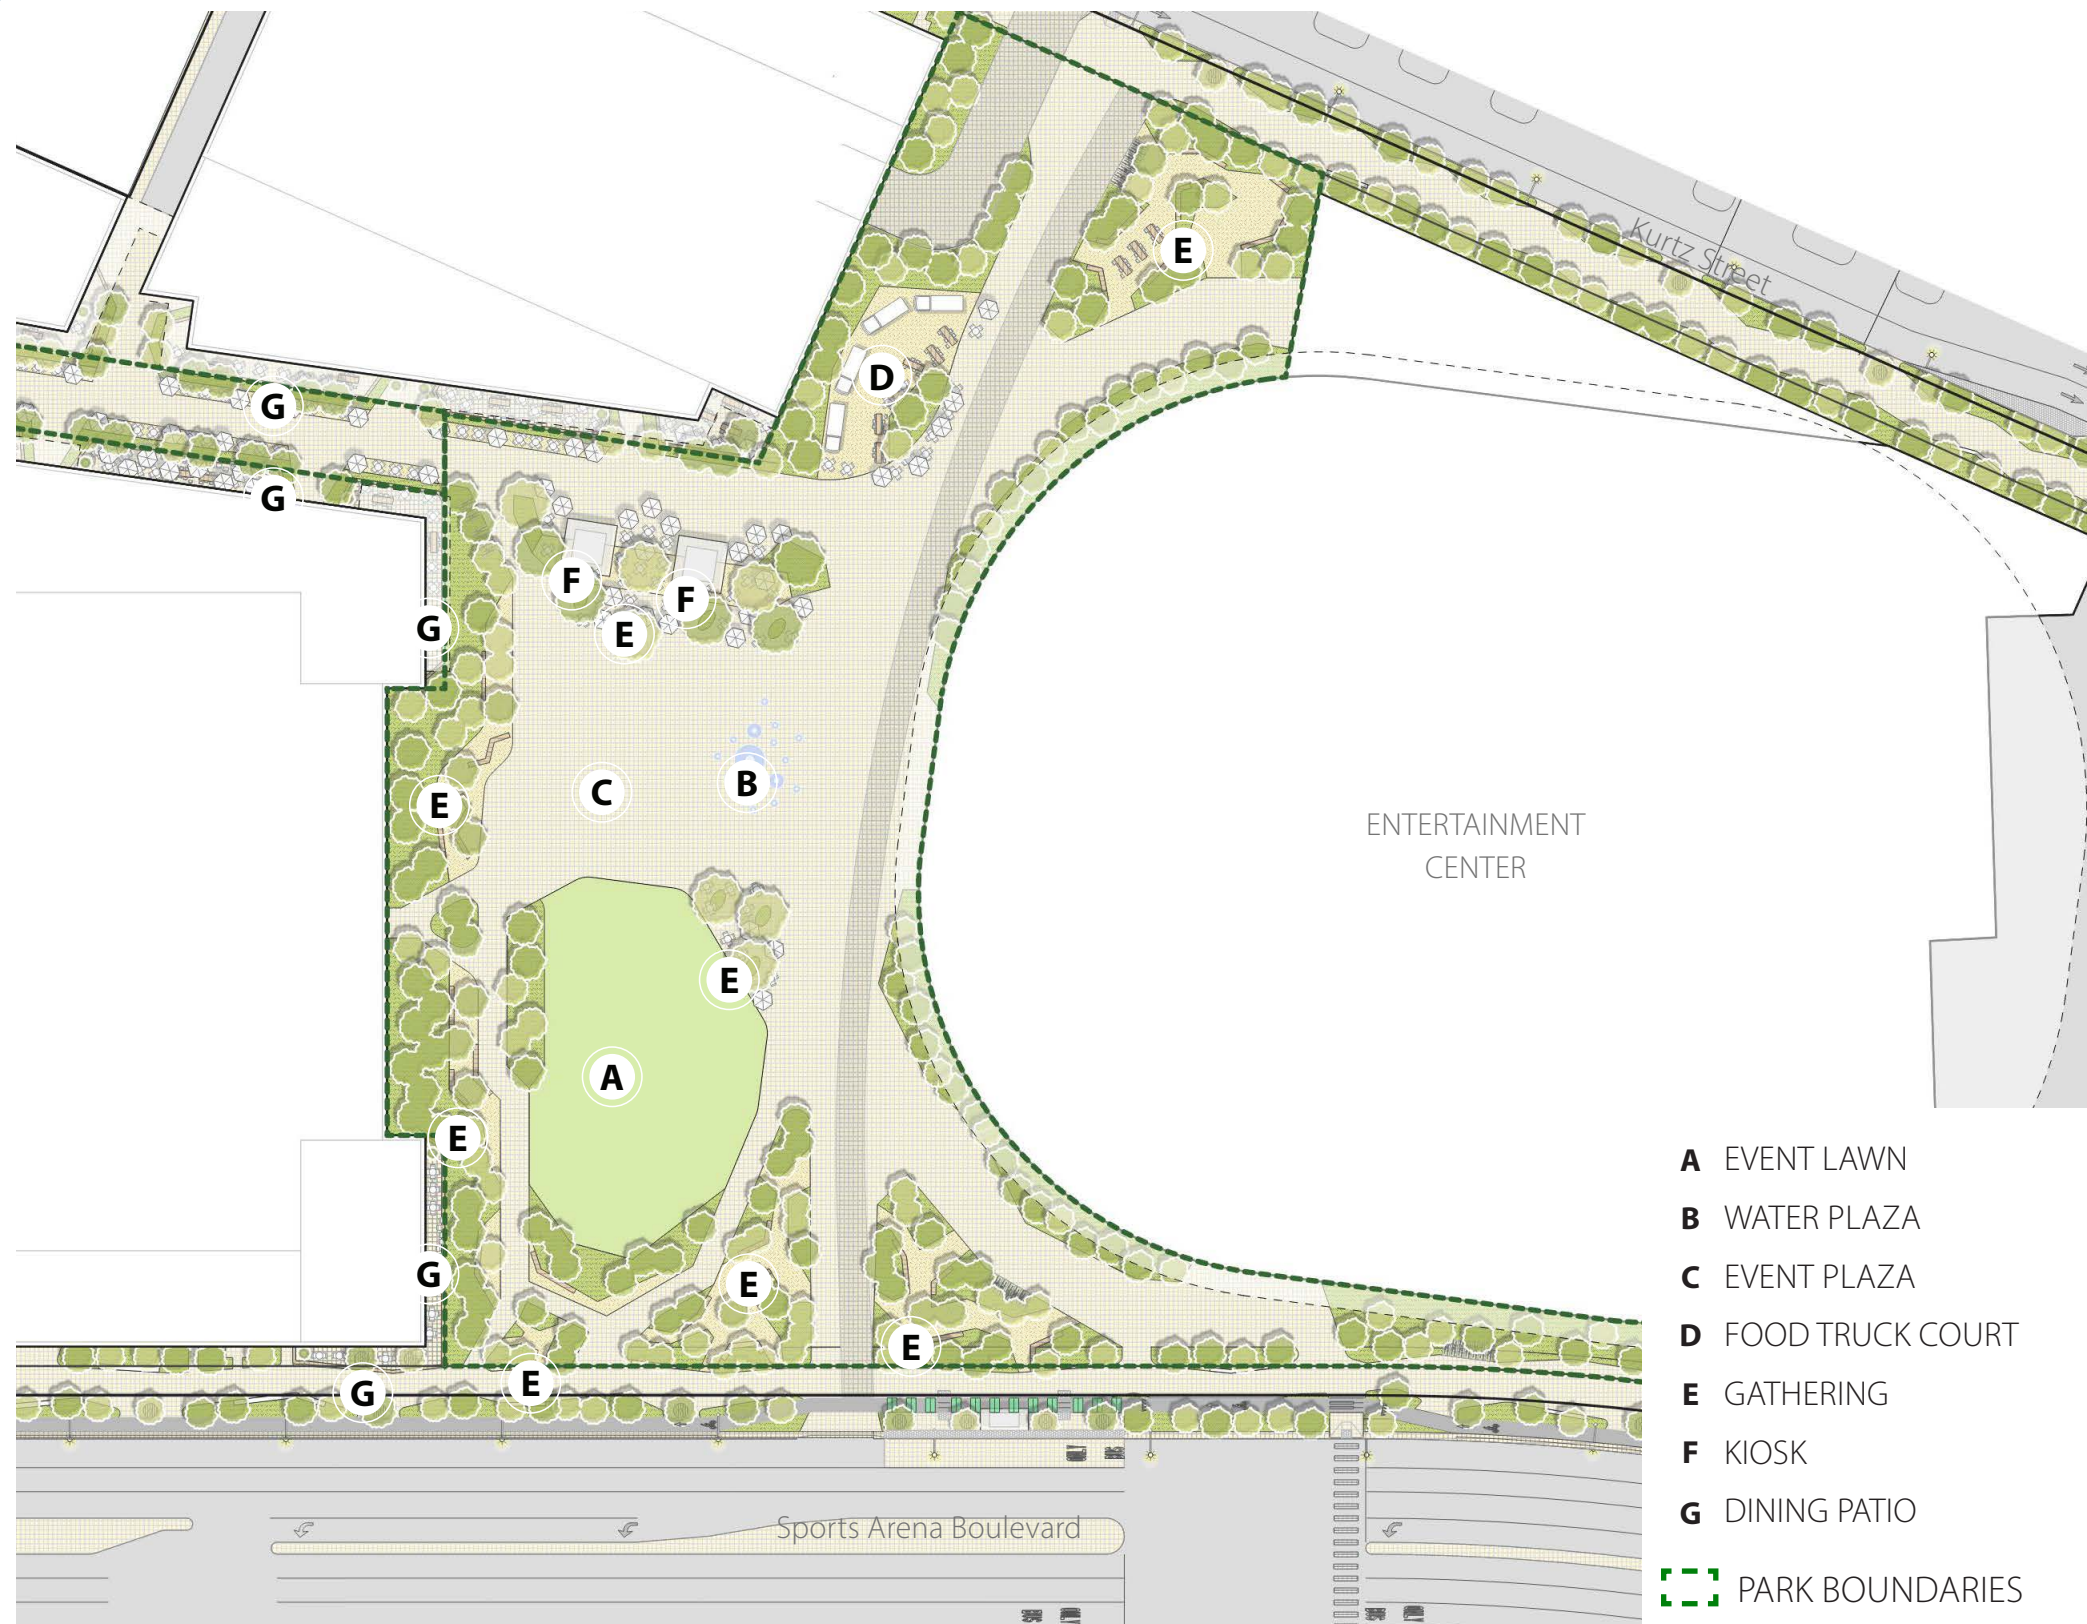 Kurtz Street
E
D
G
G
F
F
G
E
E
C
B
ENTERTAINMENT
CENTER
E
A
E
G
E
E
G
E
Sports Arena Boulevard
A EVENT LAWN
B WATER PLAZA
C EVENT PLAZA
D FOOD TRUCK COURT
E GATHERING
F KIOSK
G DINING PATIO
PARK BOUNDARIES